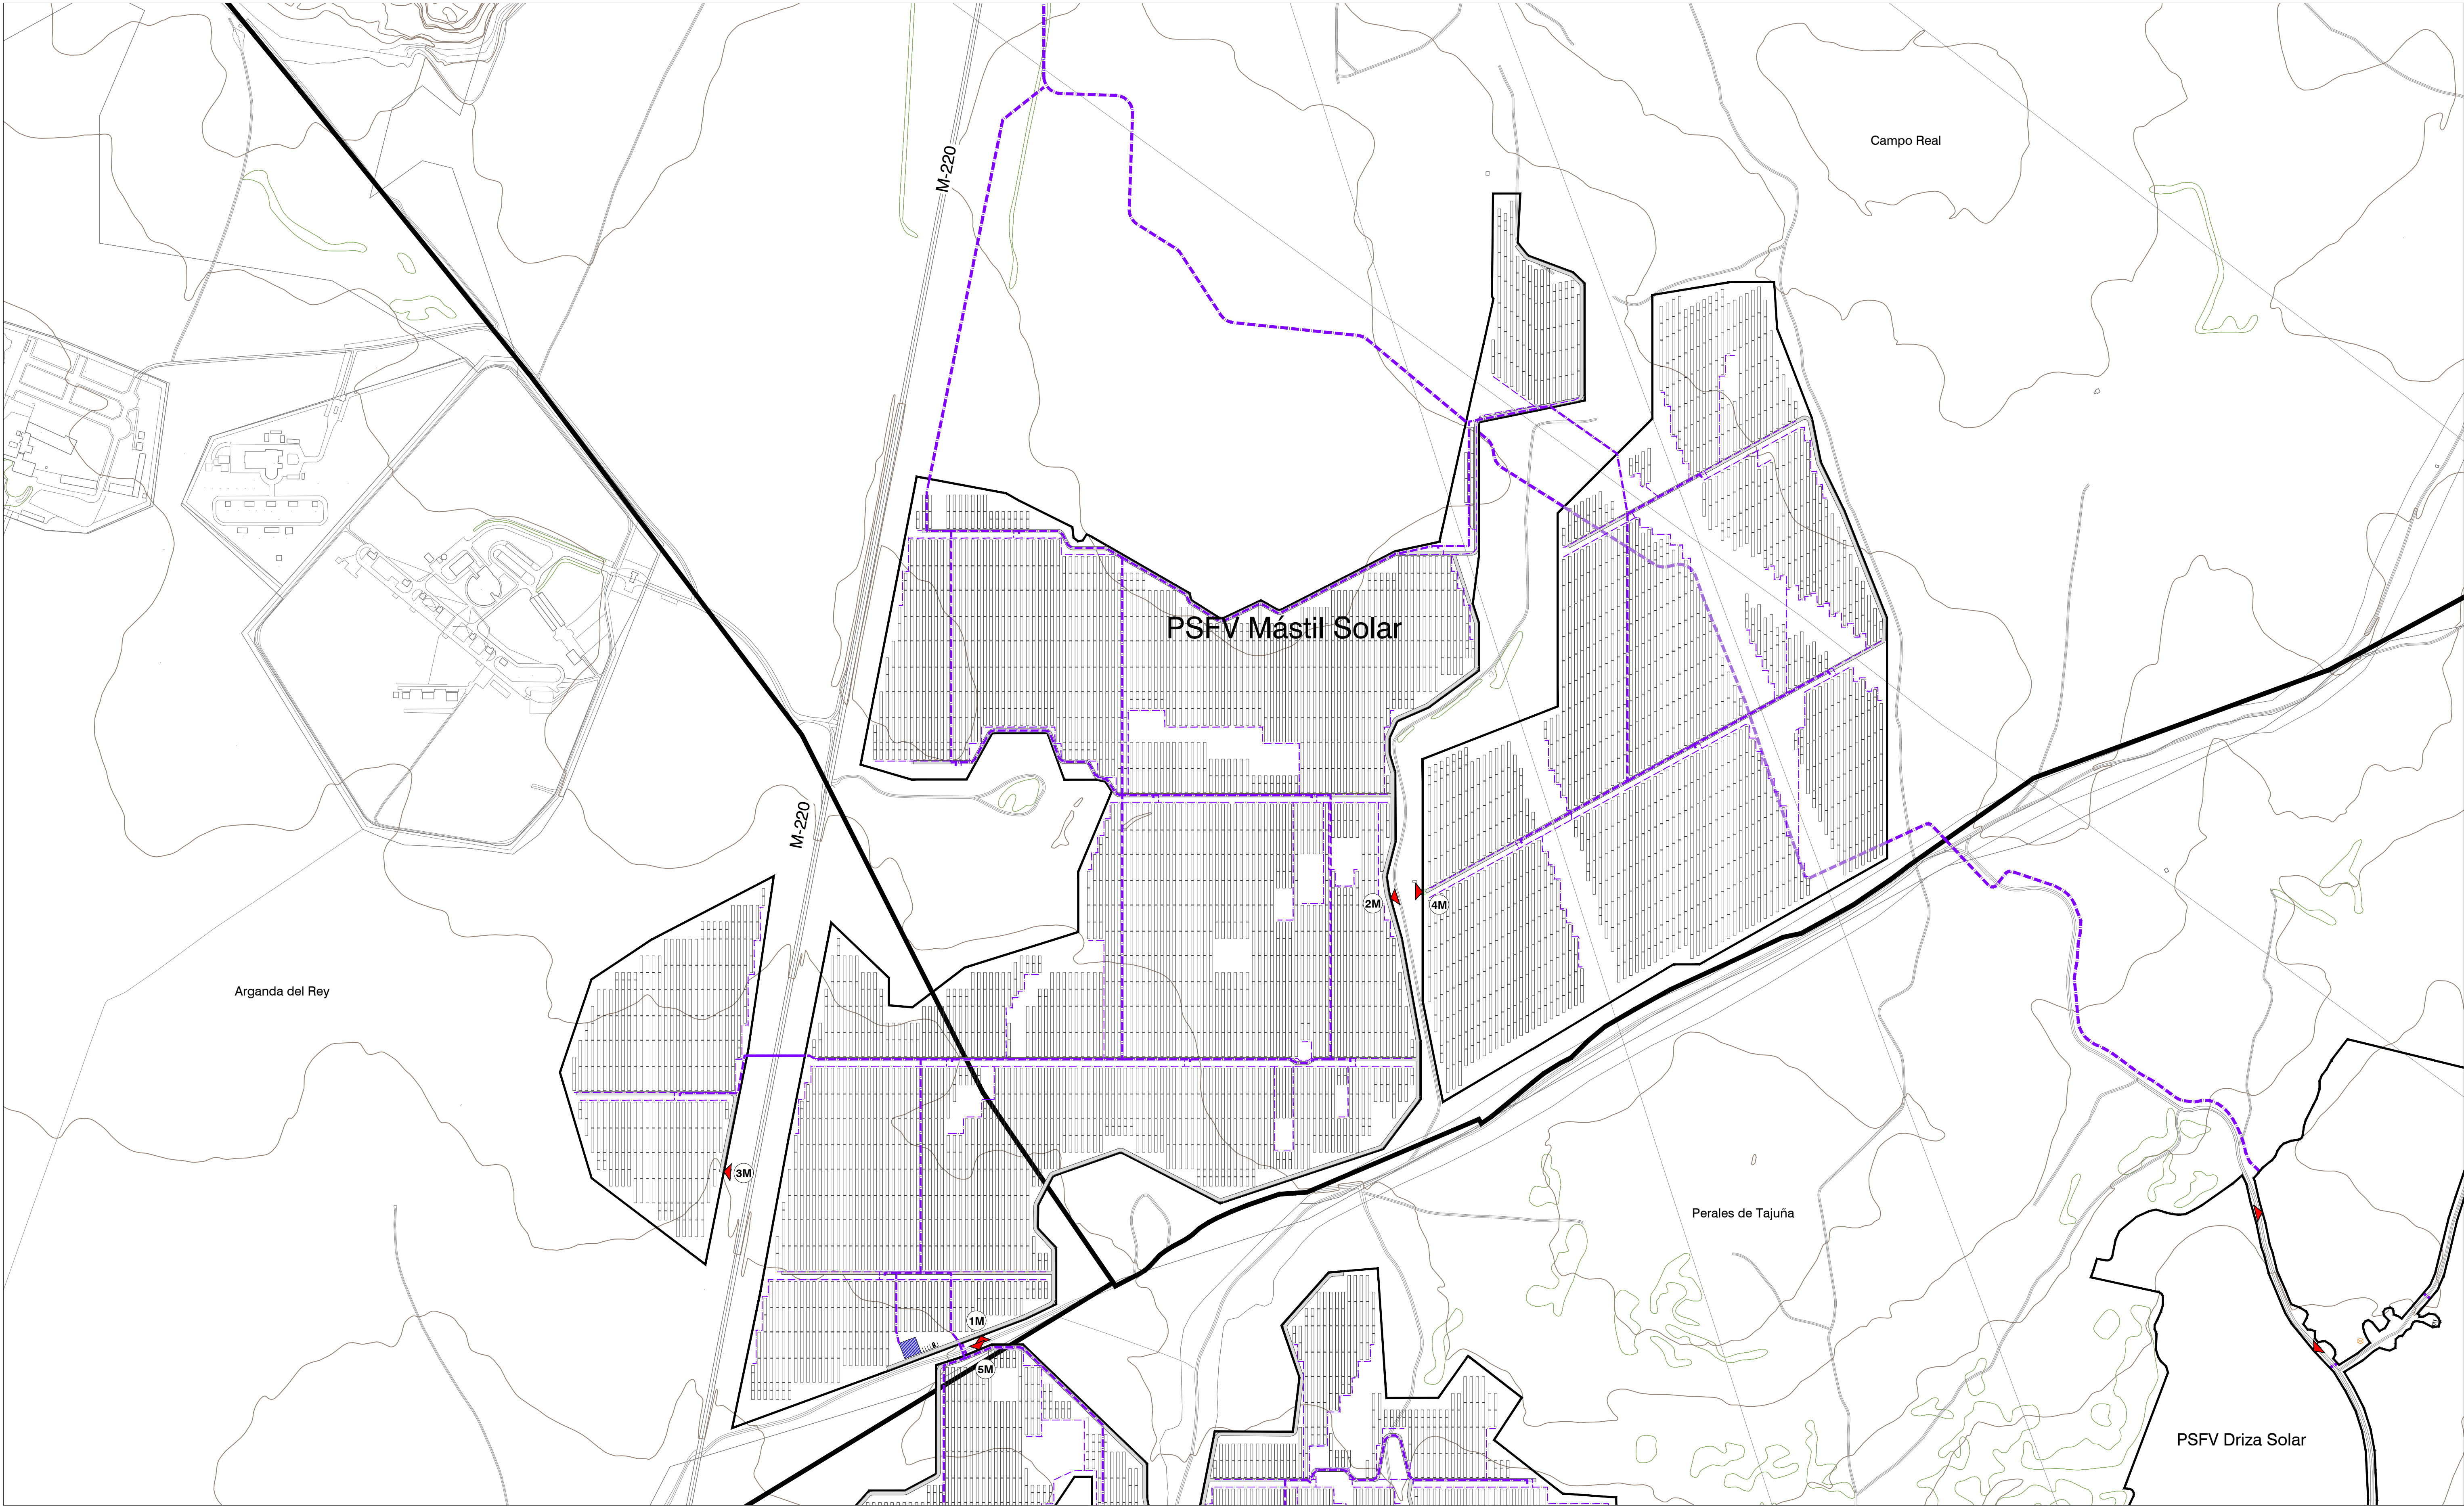 Campo Real
M-220
PSFV Mástil Solar
M-220
2M
4M
Arganda del Rey
3M
Perales de Tajuña
1M
5M
PSFV Driza Solar